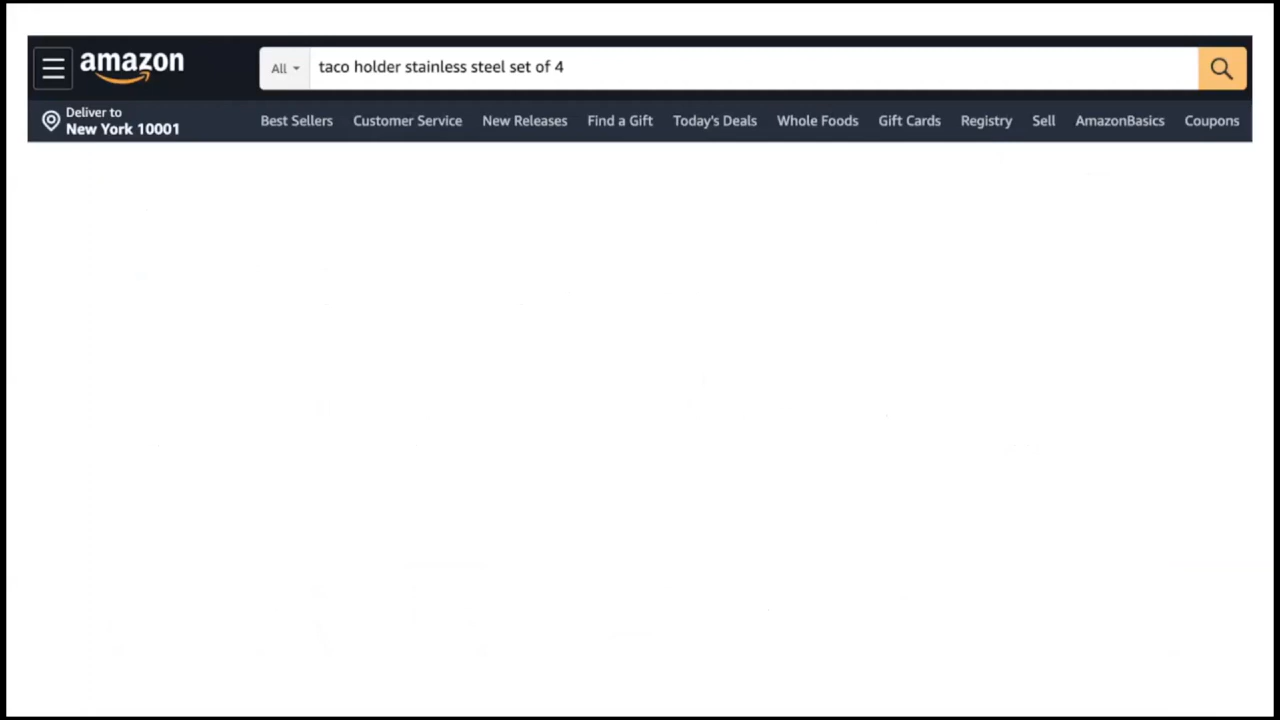 amazon
All
taco holder stainless steel set of 4
Deliver to
New York 10001
Best Sellers Customer Service New Releases Find a Gift Today's Deals Whole Foods Gift Cards Registry Sell AmazonBasics Coupons